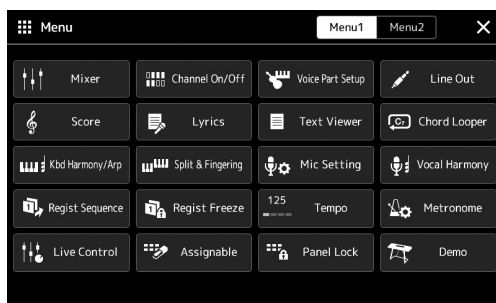 Menu
Menu1 Menu2
Mixer Channel On/Off Voice Part Setup Line Out
Score Lyrics Text Viewer Chord Looper
Kbd Harmony/Arp Split & Fingering Mic Setting Vocal Harmony
Regist Sequence Regist Freeze 125 Tempo Metronome
Live Control Assignable Panel Lock Demo